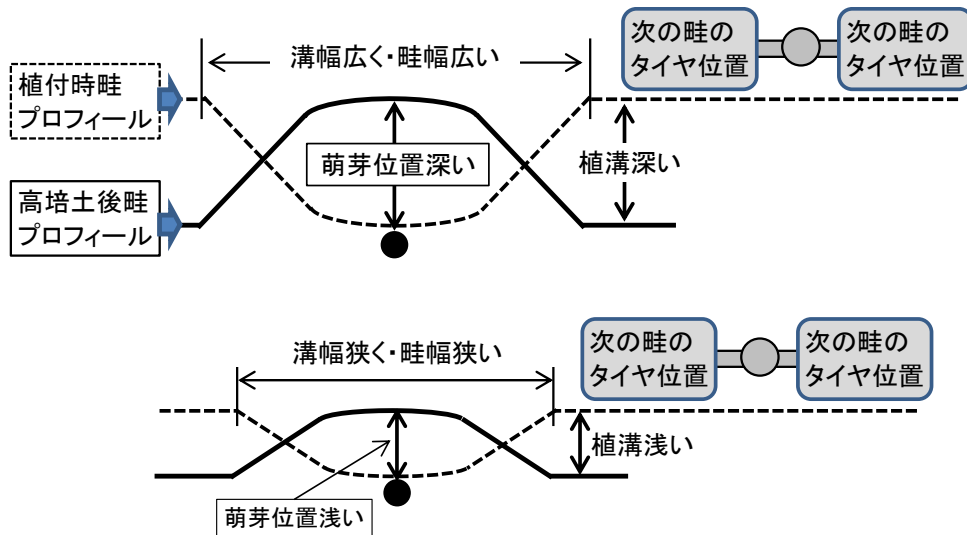 次の畦の
タイヤ位置
次の畦の
タイヤ位置
溝幅広く・畦幅広い
植付時畦
プロフィール
萌芽位置深い
植溝深い
高培土後畦
プロフィール
次の畦の
タイヤ位置
次の畦の
タイヤ位置
溝幅狭く・畦幅狭い
植溝浅い
萌芽位置浅い